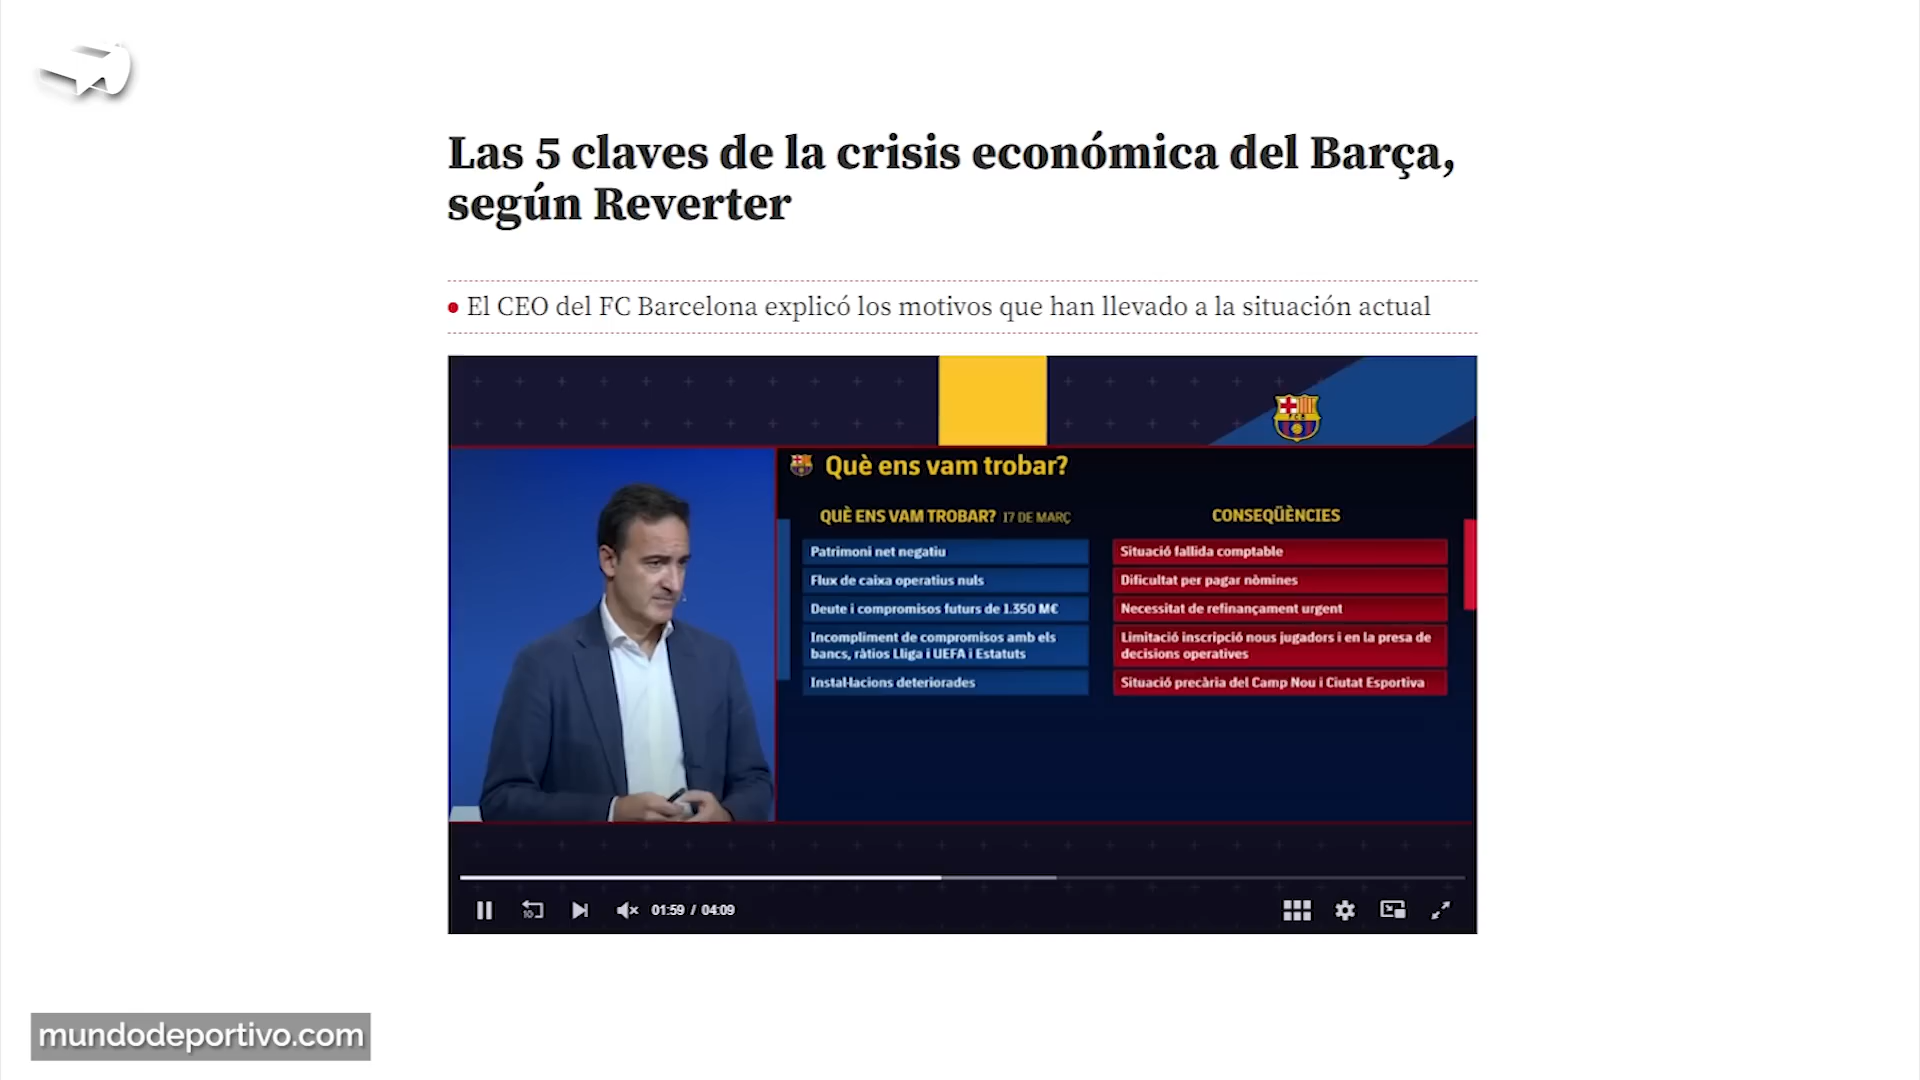 Las 5 claves de la crisis económica del Barça,
según Reverter
El CEO del FC Barcelona explicó los motivos que han llevado a la situación actual
FCB
Què ens vam trobar?
QUÈ ENS VAM TROBAR? 17 DE MARÇ
CONSEQÜÈNCIES
Patrimoni net negatiu
Situació fallida comptable
Flux de caixa operatius nuls
Dificultat per pagar nòmines
Deute i compromisos futurs de 1.350 M€
Necessitat de refinançament urgent
Incompliment de compromisos amb els
bancs, ràtios Lliga i UEFA i Estatuts
Limitació inscripció nous jugadors i en la presa de
decisions operatives
Instal·lacions deteriorades
Situació precària del Camp Nou i Ciutat Esportiva
10
01:59 / 04:09
mundodeportivo.com